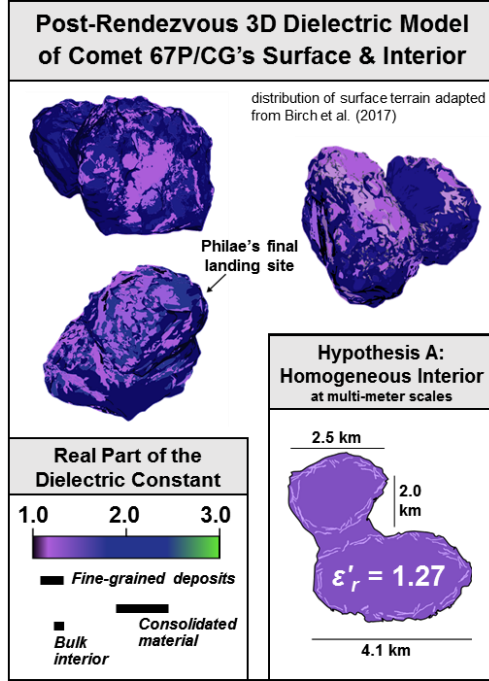 Post-Rendezvous 3D Dielectric Model
of Comet 67P/CG's Surface & Interior
distribution of surface terrain adapted
from Birch et al. (2017)
Philae's final
landing site
Hypothesis A:
Homogeneous Interior
at multi-meter scales
2.5 km
2.0
km
ε′r = 1.27
4.1 km
Real Part of the
Dielectric Constant
1.0 2.0 3.0
Fine-grained deposits
Bulk
interior
Consolidated
material